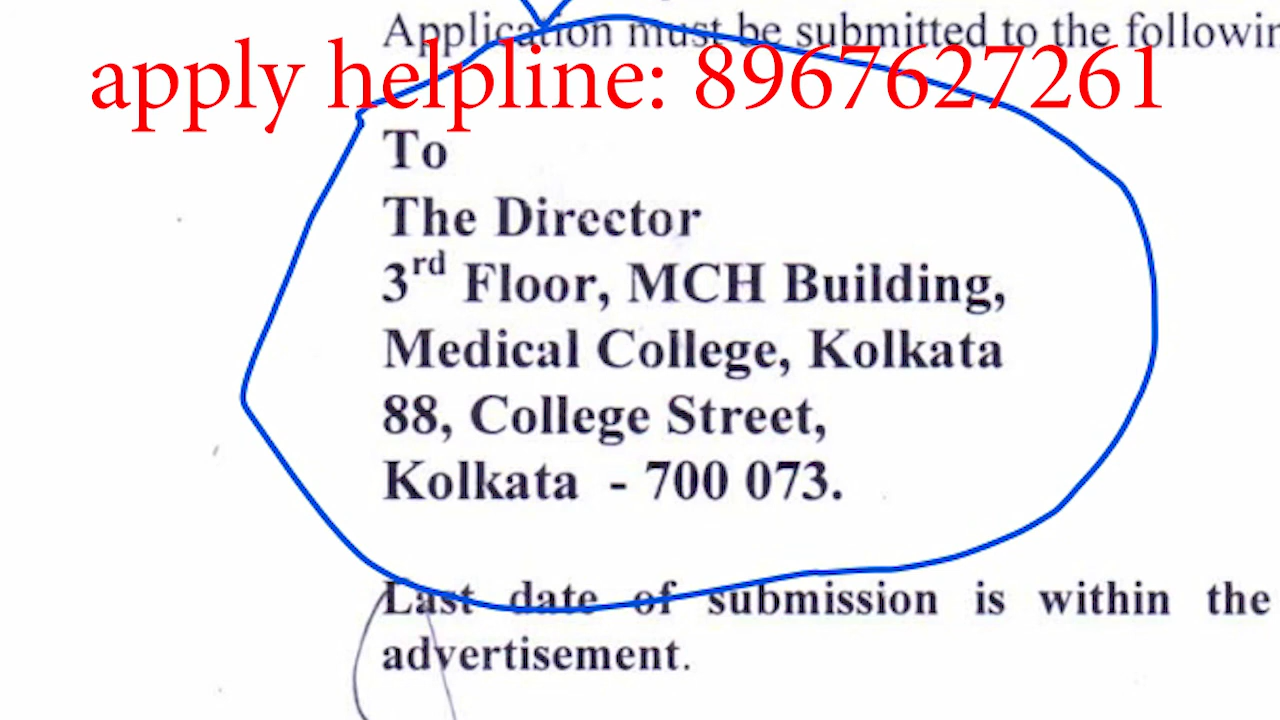 Application must be submitted to the
apply helpline: 8967627261
To
The Director
3rd Floor, MCH Building,
Medical College, Kolkata
88, College Street,
Kolkata - 700 073.
Last date of submission is within the
advertisement.